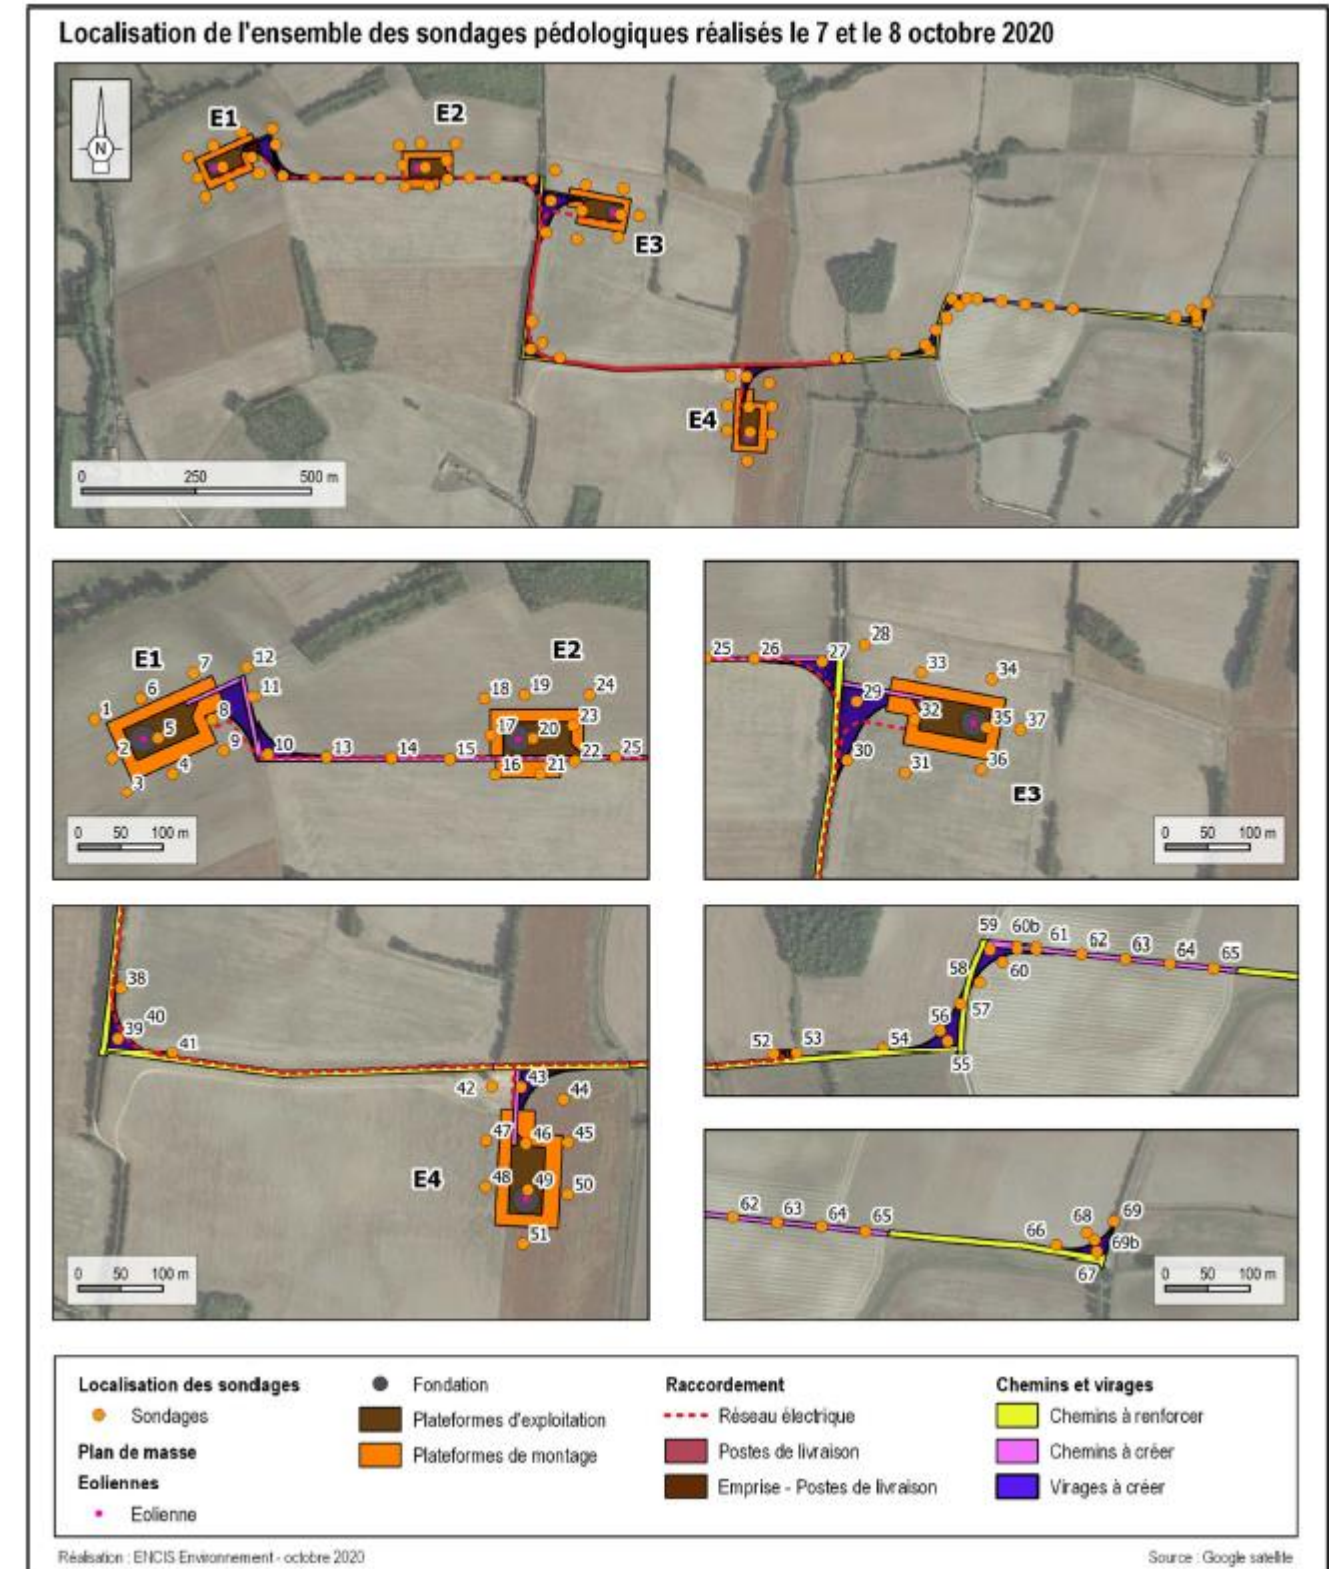 Localisation de l'ensemble des sondages pédologiques réalisés le 7 et le 8 octobre 2020
N
E1
E2
E3
E4
0 250 500 m
E1
E2
1
2
3
4
5
6
7
8
9
10
11
12
13
14
15
16
17
18
19
20
21
22
23
24
25
0 50 100 m
25
26
27
28
29
30
31
32
33
34
35
36
37
E3
0 50 100 m
38
39
40
41
42
43
44
45
46
47
48
49
50
51
E4
0 50 100 m
52
53
54
55
56
57
58
59
60
60b
61
62
63
64
65
62
63
64
65
66
67
68
69
69b
0 50 100 m
Localisation des sondages
Sondages
Plan de masse
Eoliennes
Eolienne
Fondation
Plateformes d'exploitation
Plateformes de montage
Raccordement
Réseau électrique
Postes de livraison
Emprise - Postes de livraison
Chemins et virages
Chemins à renforcer
Chemins à créer
Virages à créer
Réalisation : ENCIS Environnement - octobre 2020
Source : Google satellite